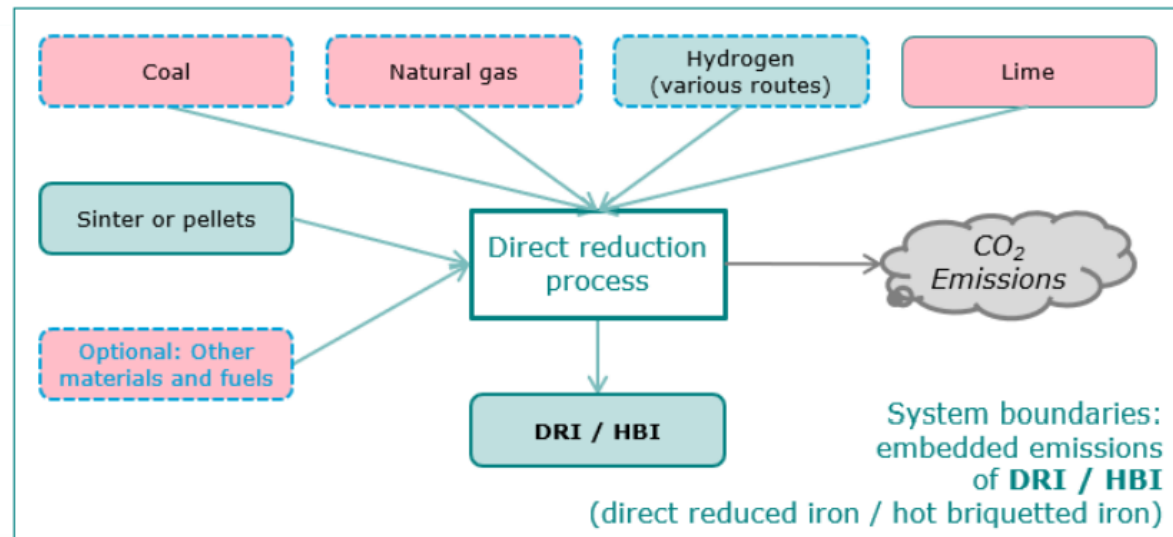 Coal
Natural gas
Hydrogen
(various routes)
Lime
Sinter or pellets
Direct reduction
process
CO₂
Emissions
Optional: Other
materials and fuels
DRI / HBI
System boundaries:
embedded emissions
of DRI / HBI
(direct reduced iron / hot briquetted iron)